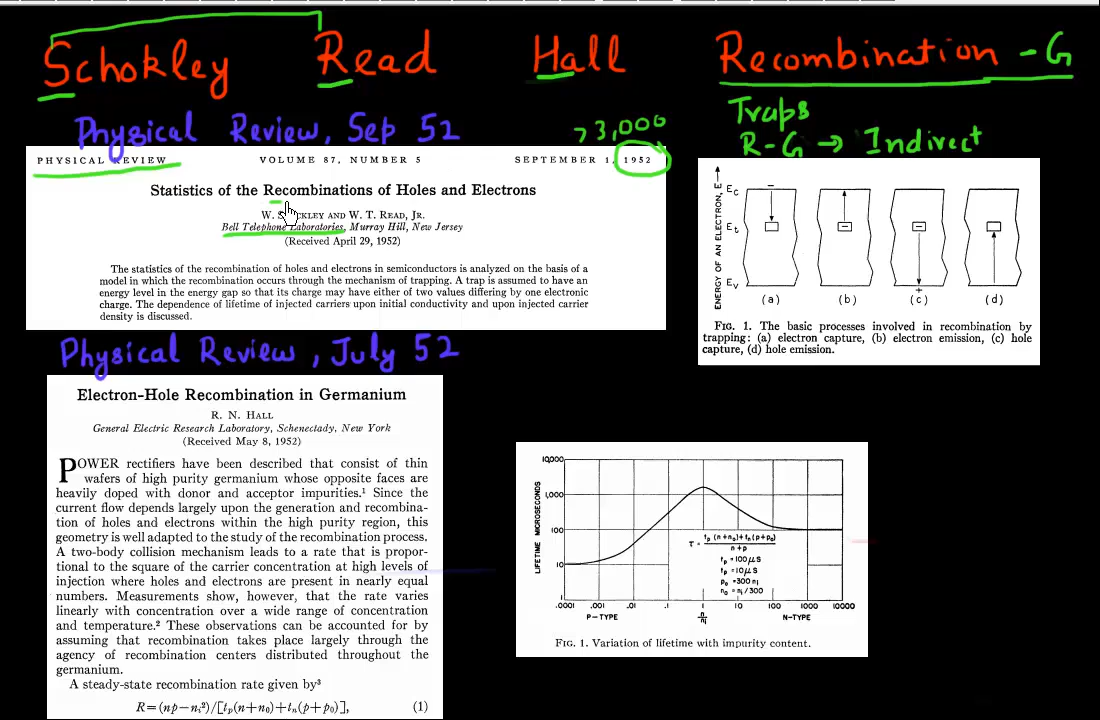 Schokley Read Hall Recombination - G
Physical Review, Sep 52
73,000
Traps
R-G → Indirect
PHYSICAL REVIEW VOLUME 87, NUMBER 5 SEPTEMBER 1, 1952
Statistics of the Recombinations of Holes and Electrons
W. S CKLEY AND W. T. READ, JR.
Bell Telephone Laboratories, Murray Hill, New Jersey
(Received April 29, 1952)
The statistics of the recombination of holes and electrons in semiconductors is analyzed on the basis of a
model in which the recombination occurs through the mechanism of trapping. A trap is assumed to have an
energy level in the energy gap so that its charge may have either of two values differing by one electronic
charge. The dependence of lifetime of injected carriers upon initial conductivity and upon injected carrier
density is discussed.
ENERGY OF AN ELECTRON, E
Ec
Et
Ev
(a) (b) (c) (d)
FIG. 1. The basic processes involved in recombination by
trapping: (a) electron capture, (b) electron emission, (c) hole
capture, (d) hole emission.
Physical Review, July 52
Electron-Hole Recombination in Germanium
R. N. HALL
General Electric Research Laboratory, Schenectady, New York
(Received May 8, 1952)
POWER rectifiers have been described that consist of thin
wafers of high purity germanium whose opposite faces are
heavily doped with donor and acceptor impurities.¹ Since the
current flow depends largely upon the generation and recombina-
tion of holes and electrons within the high purity region, this
geometry is well adapted to the study of the recombination process.
A two-body collision mechanism leads to a rate that is propor-
tional to the square of the carrier concentration at high levels of
injection where holes and electrons are present in nearly equal
numbers. Measurements show, however, that the rate varies
linearly with concentration over a wide range of concentration
and temperature.² These observations can be accounted for by
assuming that recombination takes place largely through the
agency of recombination centers distributed throughout the
germanium.
A steady-state recombination rate given by³
R=(np−nᵢ²)/[tₚ(n+n₀)+tₙ(p+p₀)], (1)
LIFETIME MICROSECONDS
10,000
1,000
100
10
1
τ = tₚ(n+n₀)+tₙ(p+p₀)
n+p
tₚ=100μS
tₚ=10μS
p₀=300nᵢ
n₀=nᵢ/300
.0001 .001 .01 .1 1 10 100 1000 10000
P-TYPE n/nᵢ N-TYPE
FIG. 1. Variation of lifetime with impurity content.